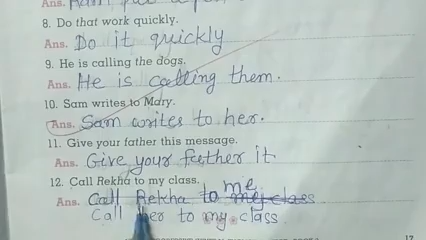 Ans.
8. Do that work quickly.
Ans. Do it quickly
9. He is calling the dogs.
Ans. He is calling them.
10. Sam writes to Mary.
Ans. Sam writes to her.
11. Give your father this message.
Ans. Give your father it
12. Call Rekha to my class.
Ans. Call Rekha to me my class
Call her to my class
17